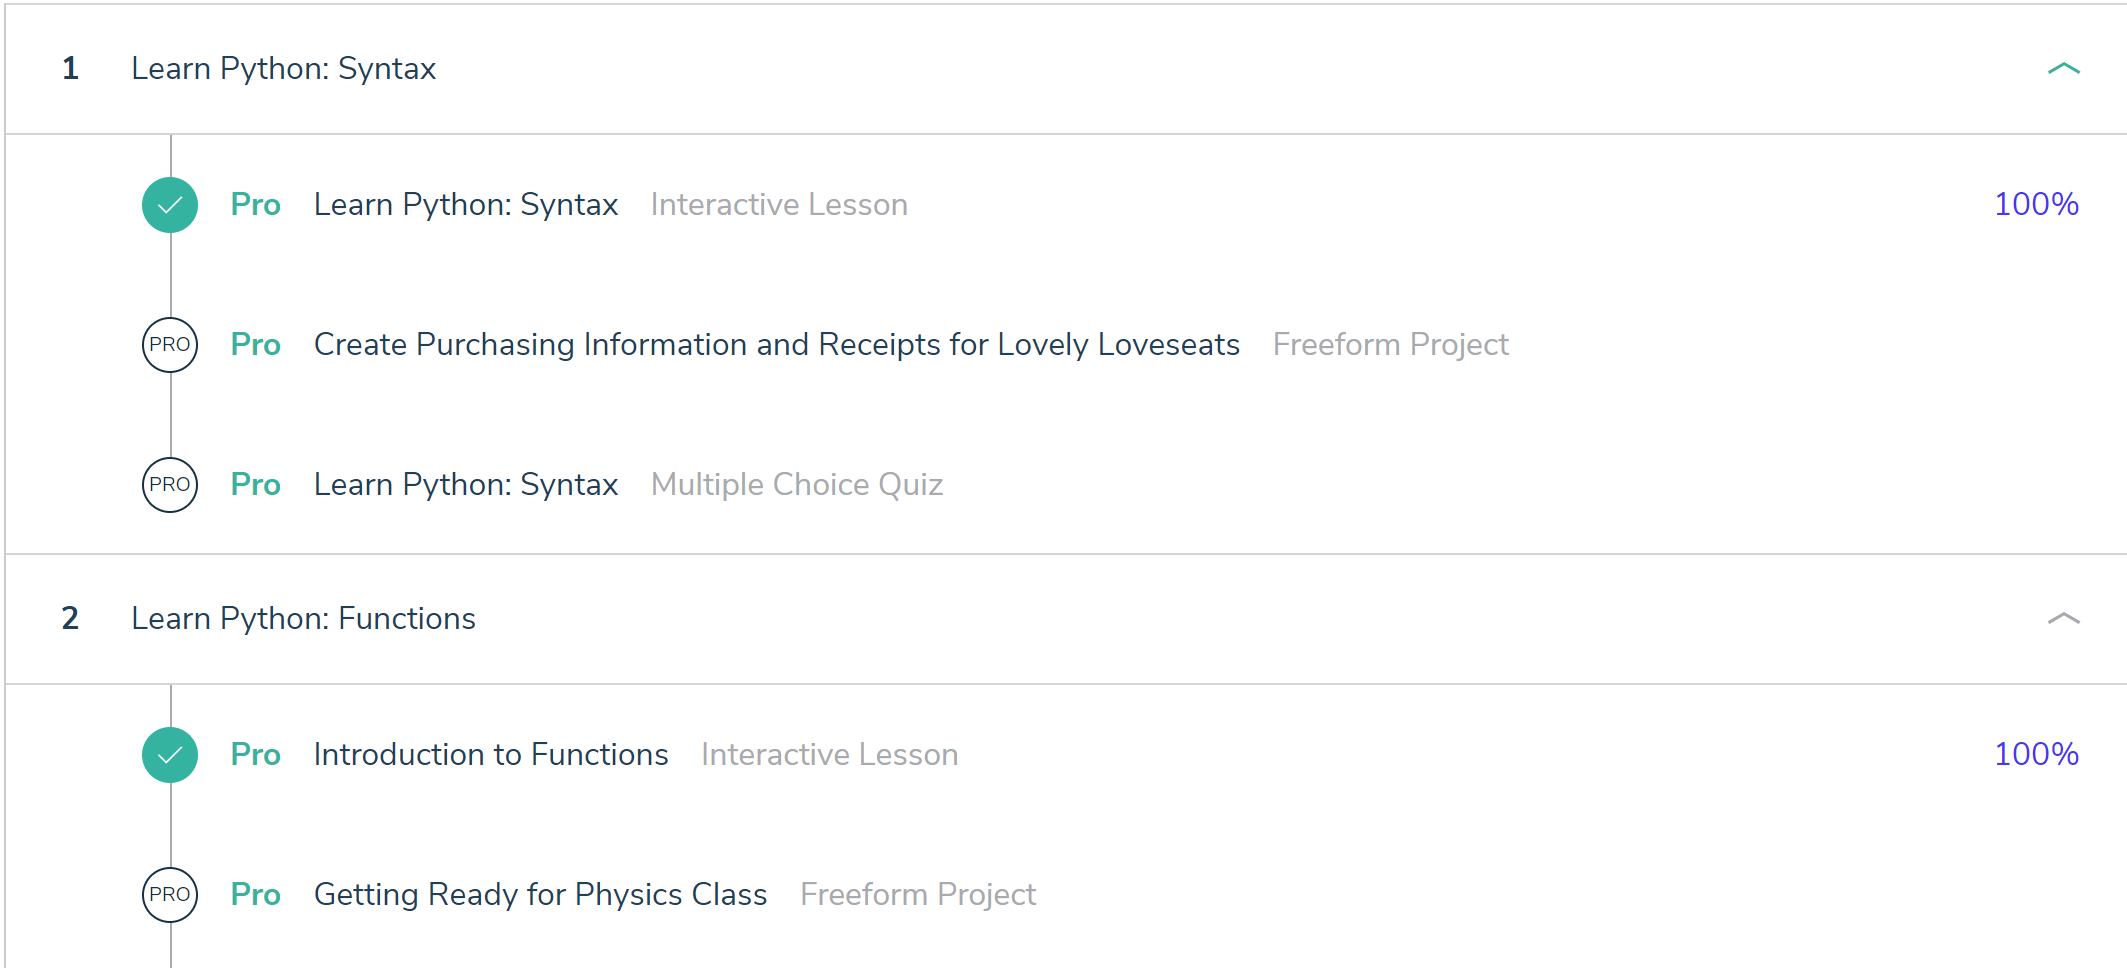 1 Learn Python: Syntax
Pro Learn Python: Syntax Interactive Lesson 100%
PRO Pro Create Purchasing Information and Receipts for Lovely Loveseats Freeform Project
PRO Pro Learn Python: Syntax Multiple Choice Quiz
2 Learn Python: Functions
Pro Introduction to Functions Interactive Lesson 100%
PRO Pro Getting Ready for Physics Class Freeform Project